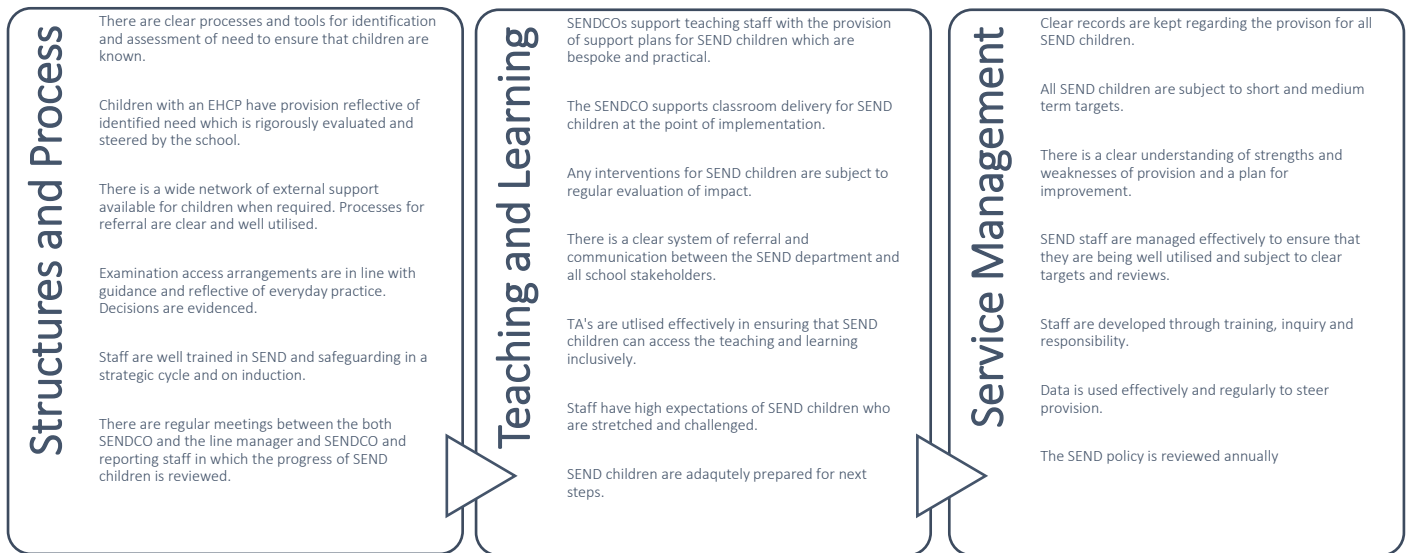 Structures and Process
There are clear processes and tools for identification
and assessment of need to ensure that children are
known.
Children with an EHCP have provision reflective of
identified need which is rigorously evaluated and
steered by the school.
There is a wide network of external support
available for children when required. Processes for
referral are clear and well utilised.
Examination access arrangements are in line with
guidance and reflective of everyday practice.
Decisions are evidenced.
Staff are well trained in SEND and safeguarding in a
strategic cycle and on induction.
There are regular meetings between the both
SENDCO and the line manager and SENDCO and
reporting staff in which the progress of SEND
children is reviewed.
Teaching and Learning
SENDCOs support teaching staff with the provision
of support plans for SEND children which are
bespoke and practical.
The SENDCO supports classroom delivery for SEND
children at the point of implementation.
Any interventions for SEND children are subject to
regular evaluation of impact.
There is a clear system of referral and
communication between the SEND department and
all school stakeholders.
TA's are utlised effectively in ensuring that SEND
children can access the teaching and learning
inclusively.
Staff have high expectations of SEND children who
are stretched and challenged.
SEND children are adaqutely prepared for next
steps.
Service Management
Clear records are kept regarding the provison for all
SEND children.
All SEND children are subject to short and medium
term targets.
There is a clear understanding of strengths and
weaknesses of provision and a plan for
improvement.
SEND staff are managed effectively to ensure that
they are being well utilised and subject to clear
targets and reviews.
Staff are developed through training, inquiry and
responsibility.
Data is used effectively and regularly to steer
provision.
The SEND policy is reviewed annually